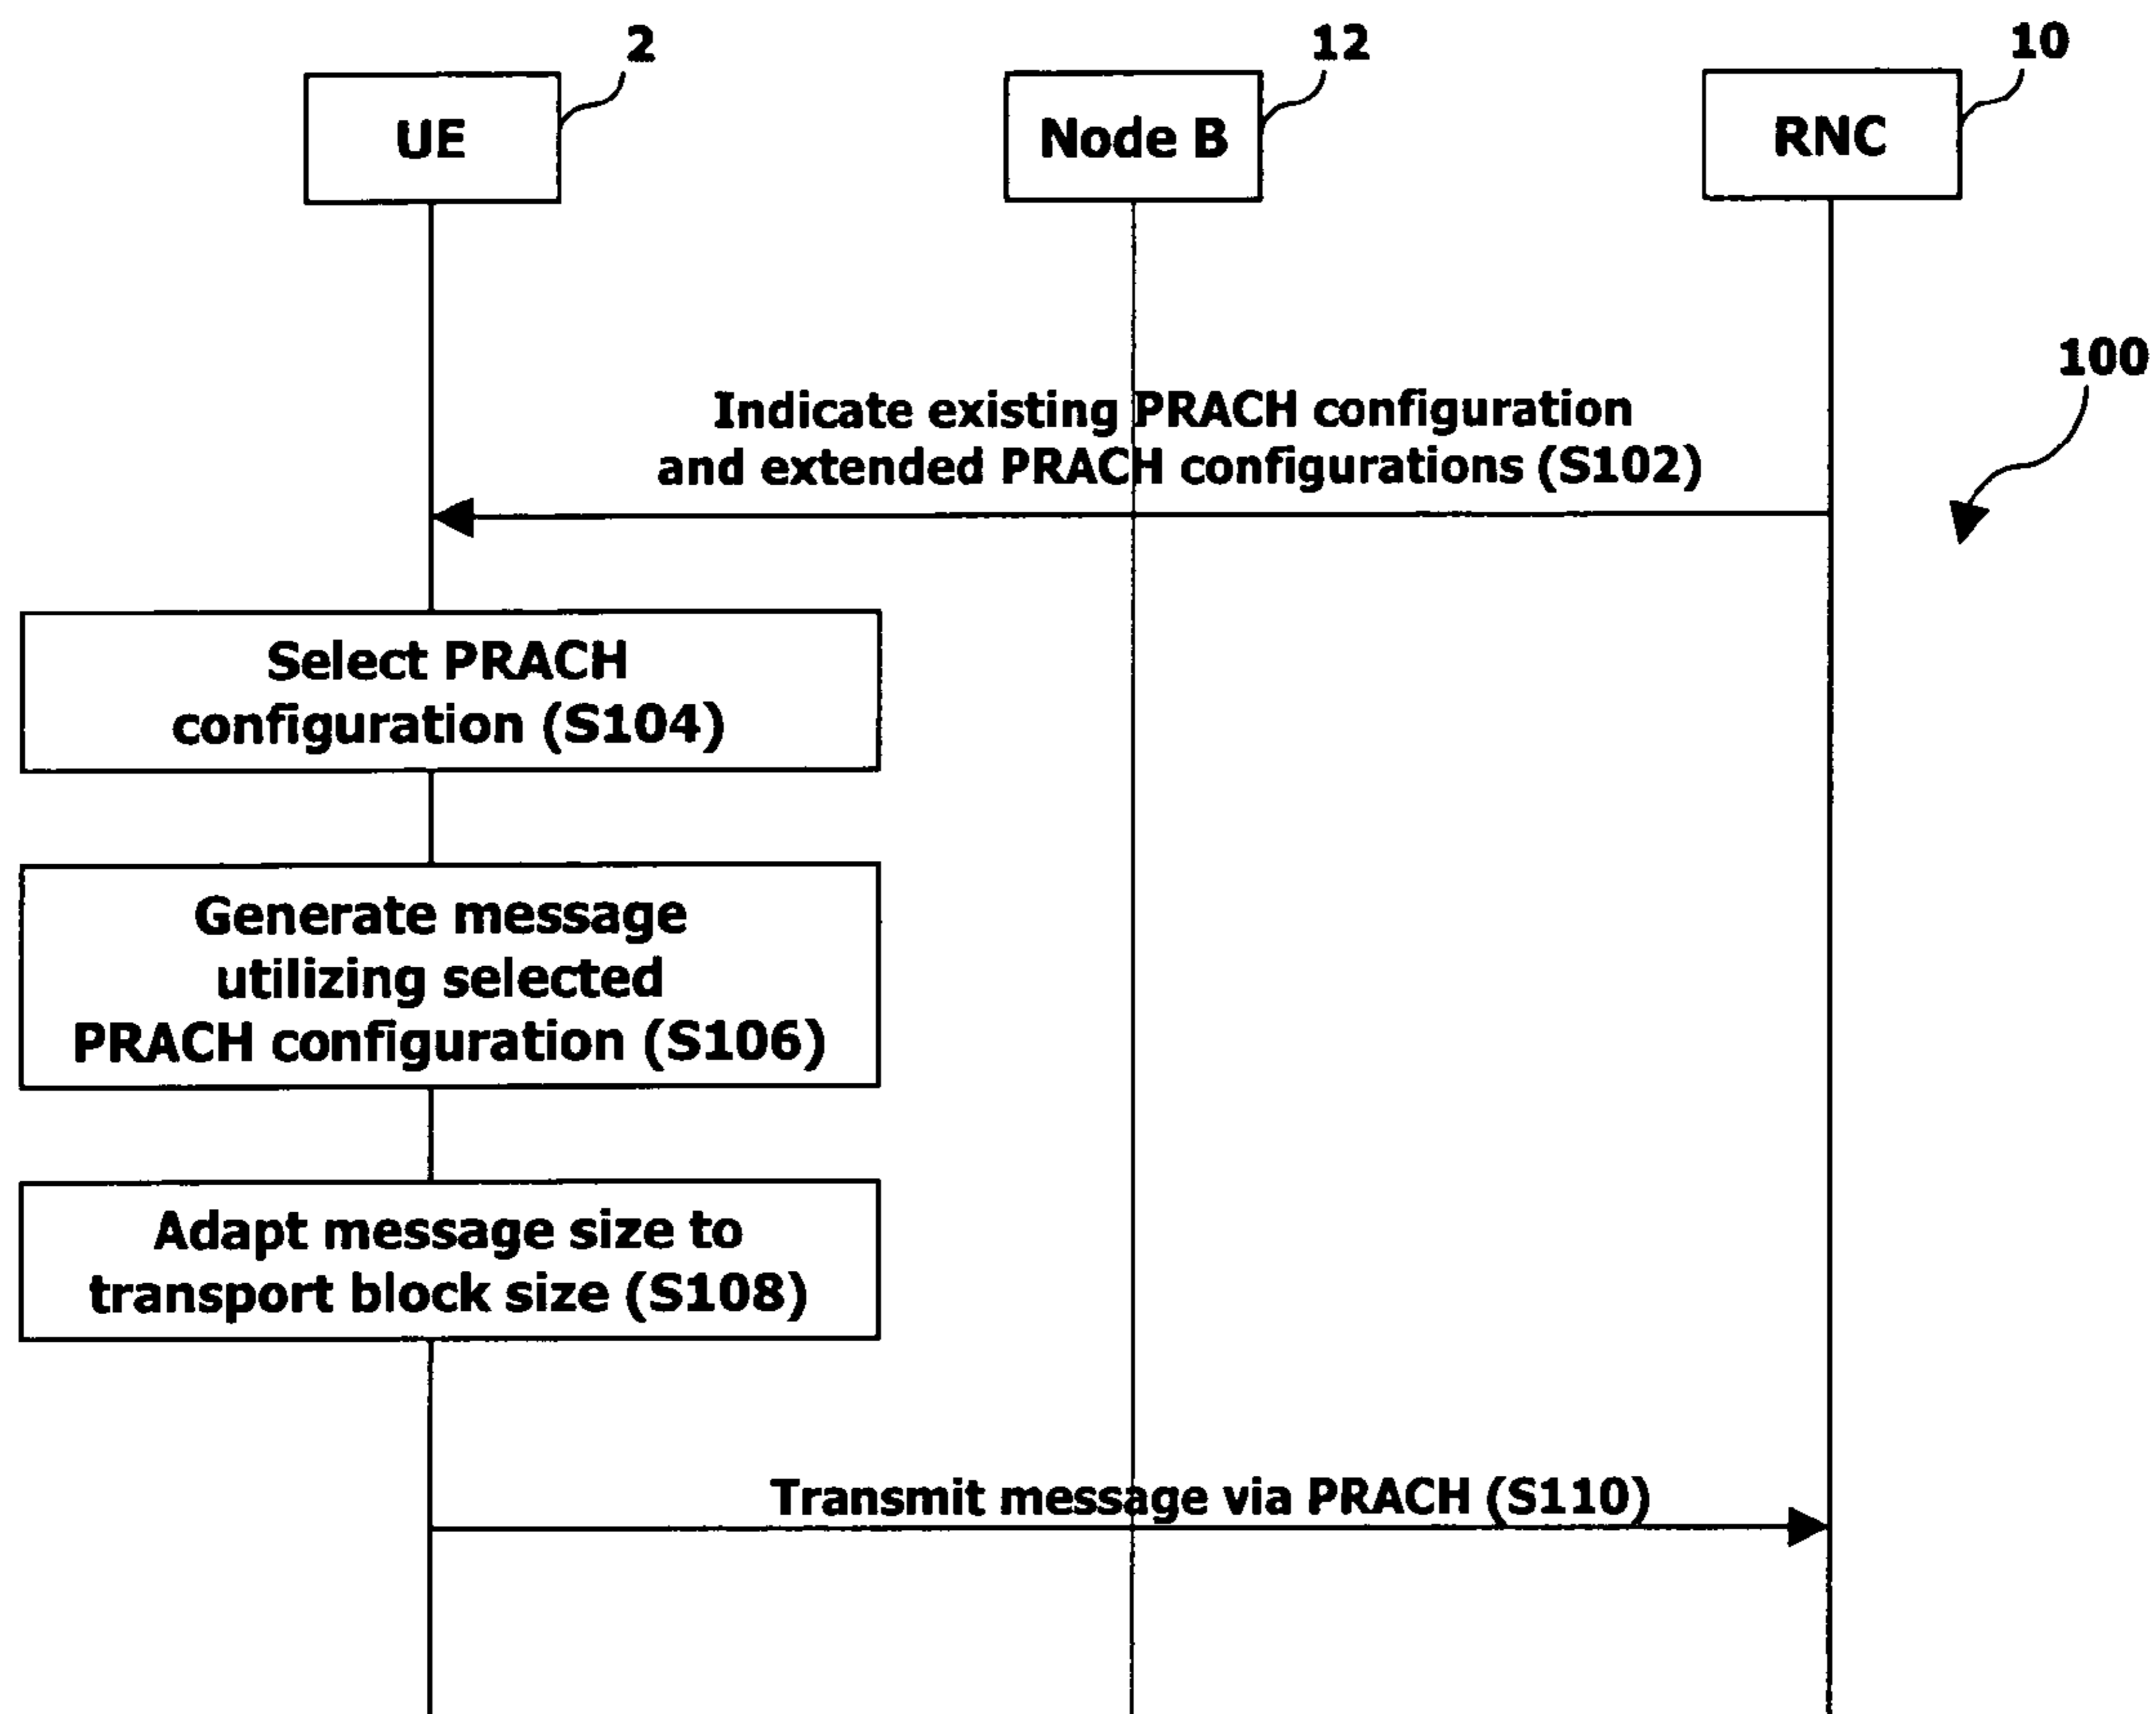 2
12
10
UE
Node B
RNC
100
Indicate existing PRACH configuration
and extended PRACH configurations (S102)
Select PRACH
configuration (S104)
Generate message
utilizing selected
PRACH configuration (S106)
Adapt message size to
transport block size (S108)
Transmit message via PRACH (S110)